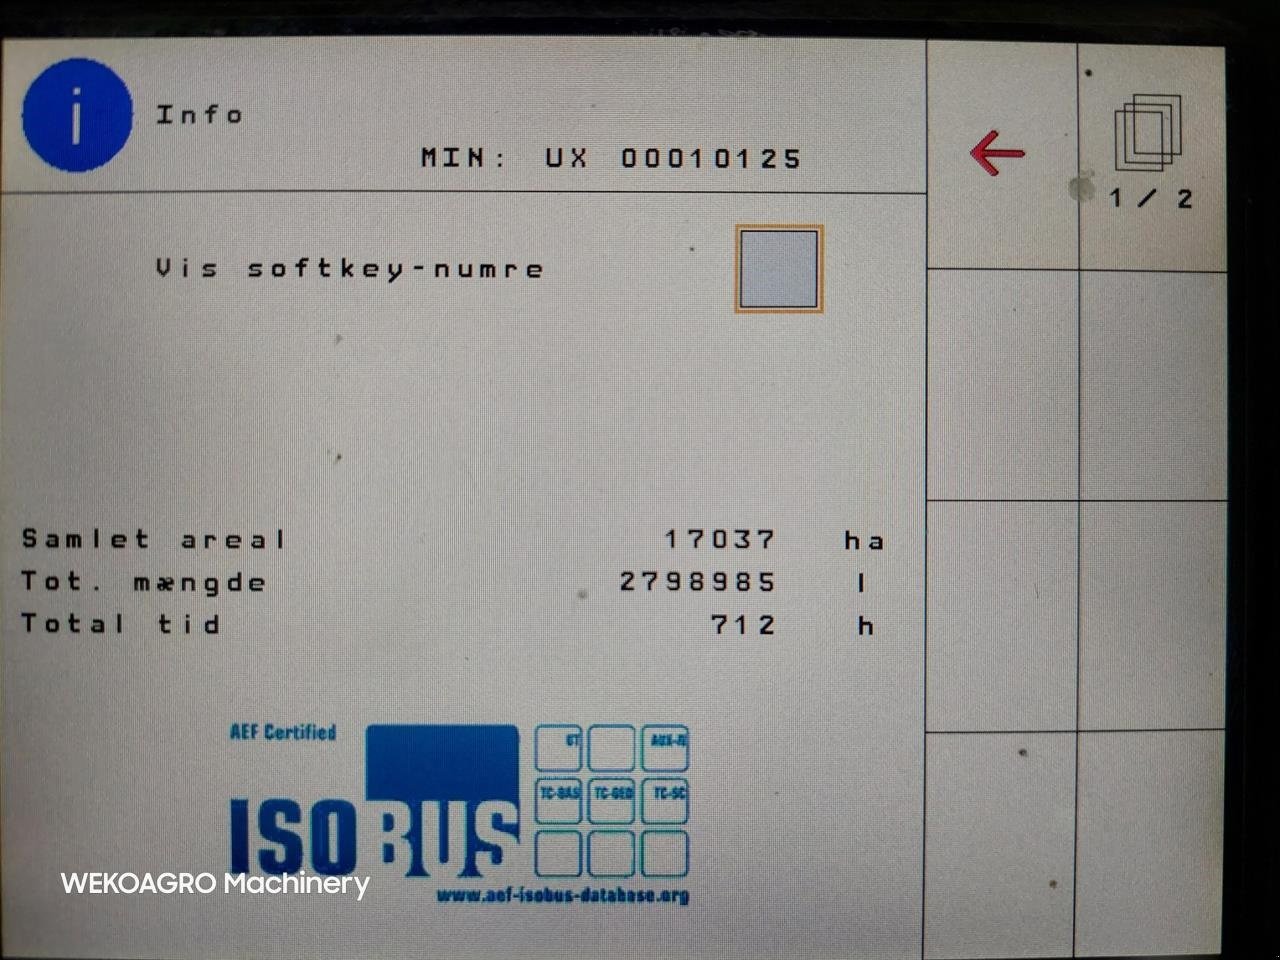 i Info
MIN: UX 00010125
1 / 2
Vis softkey-numre
Samlet areal 17037 ha
Tot. mængde 2798985 l
Total tid 712 h
AEF Certified
UT AUX-N
TC-BAS TC-GEO TC-SC
ISOBUS
WEKOAGRO Machinery
www.aef-isobus-database.org